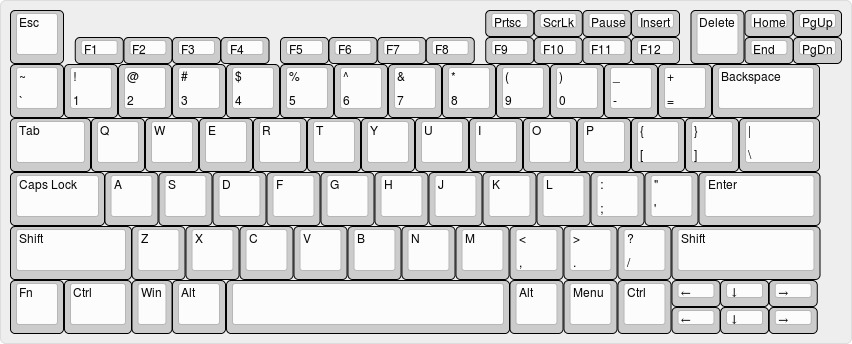 Esc Prtsc ScrLk Pause Insert Delete Home PgUp
F1 F2 F3 F4 F5 F6 F7 F8 F9 F10 F11 F12 End PgDn
~ ! @ # $ % ^ & * ( ) _ + Backspace
` 1 2 3 4 5 6 7 8 9 0 - =
Tab Q W E R T Y U I O P { } |
[ ] \
Caps Lock A S D F G H J K L : " Enter
; '
Shift Z X C V B N M < > ? Shift
, . /
Fn Ctrl Win Alt Alt Menu Ctrl ← ↓ →
← ↓ →